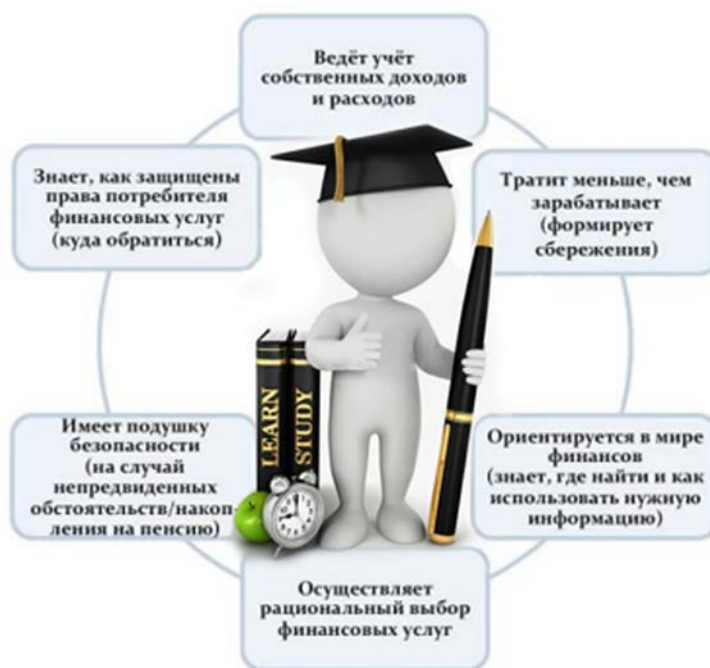 Ведёт учёт
собственных доходов
и расходов
Знает, как защищены
права потребителя
финансовых услуг
(куда обратиться)
Тратит меньше, чем
зарабатывает
(формирует
сбережения)
LEARN
STUDY
Имеет подушку
безопасности
(на случай
непредвиденных
обстоятельств/накоп-
ления на пенсию)
Ориентируется в мире
финансов
(знает, где найти и как
использовать нужную
информацию)
Осуществляет
рациональный выбор
финансовых услуг